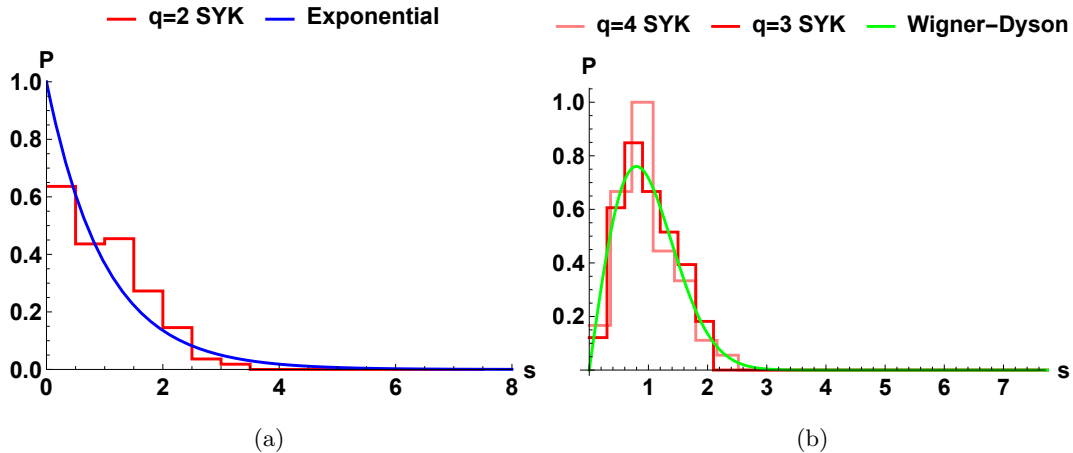 q=2 SYK Exponential
P
1.0
0.8
0.6
0.4
0.2
0.0
0 2 4 6 8 s
(a)
q=4 SYK q=3 SYK Wigner–Dyson
P
1.0
0.8
0.6
0.4
0.2
1 2 3 4 5 6 7 s
(b)